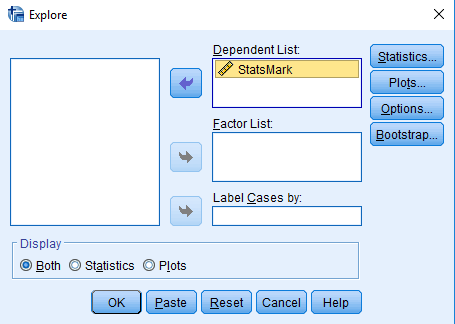 Explore
Dependent List:
StatsMark
Statistics...
Plots...
Options...
Bootstrap...
Factor List:
Label Cases by:
Display
Both Statistics Plots
OK Paste Reset Cancel Help